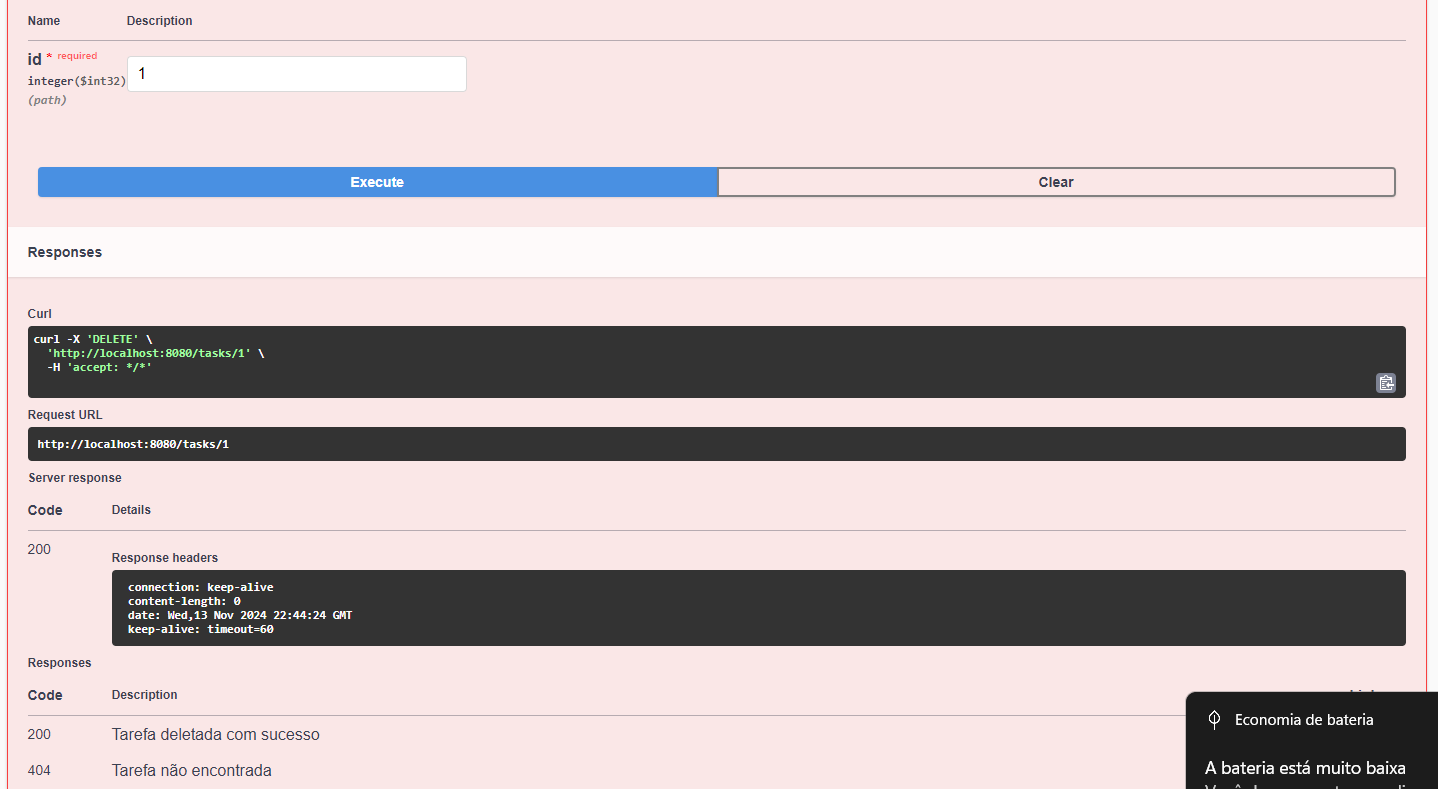 Name Description
id * required
integer($int32)
(path)
1
Execute Clear
Responses
Curl
curl -X 'DELETE' \
'http://localhost:8080/tasks/1' \
-H 'accept: */*'
Request URL
http://localhost:8080/tasks/1
Server response
Code Details
200
Response headers
connection: keep-alive
content-length: 0
date: Wed,13 Nov 2024 22:44:24 GMT
keep-alive: timeout=60
Responses
Code Description
200 Tarefa deletada com sucesso
404 Tarefa não encontrada
Economia de bateria
A bateria está muito baixa